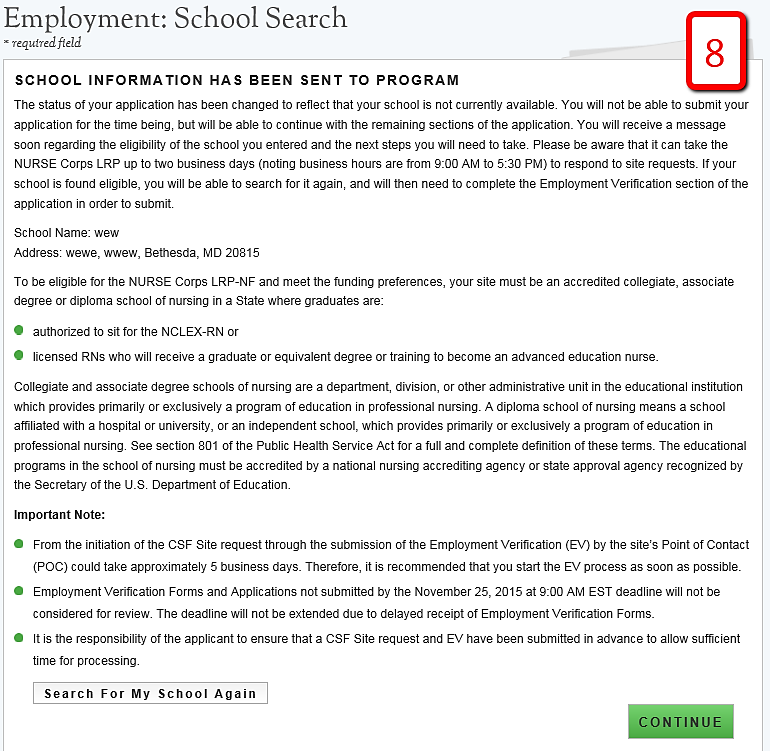 Employment: School Search
* required field
8
SCHOOL INFORMATION HAS BEEN SENT TO PROGRAM
The status of your application has been changed to reflect that your school is not currently available. You will not be able to submit your
application for the time being, but will be able to continue with the remaining sections of the application. You will receive a message
soon regarding the eligibility of the school you entered and the next steps you will need to take. Please be aware that it can take the
NURSE Corps LRP up to two business days (noting business hours are from 9:00 AM to 5:30 PM) to respond to site requests. If your
school is found eligible, you will be able to search for it again, and will then need to complete the Employment Verification section of the
application in order to submit.
School Name: wew
Address: wewe, wwew, Bethesda, MD 20815
To be eligible for the NURSE Corps LRP-NF and meet the funding preferences, your site must be an accredited collegiate, associate
degree or diploma school of nursing in a State where graduates are:
authorized to sit for the NCLEX-RN or
licensed RNs who will receive a graduate or equivalent degree or training to become an advanced education nurse.
Collegiate and associate degree schools of nursing are a department, division, or other administrative unit in the educational institution
which provides primarily or exclusively a program of education in professional nursing. A diploma school of nursing means a school
affiliated with a hospital or university, or an independent school, which provides primarily or exclusively a program of education in
professional nursing. See section 801 of the Public Health Service Act for a full and complete definition of these terms. The educational
programs in the school of nursing must be accredited by a national nursing accrediting agency or state approval agency recognized by
the Secretary of the U.S. Department of Education.
Important Note:
From the initiation of the CSF Site request through the submission of the Employment Verification (EV) by the site's Point of Contact
(POC) could take approximately 5 business days. Therefore, it is recommended that you start the EV process as soon as possible.
Employment Verification Forms and Applications not submitted by the November 25, 2015 at 9:00 AM EST deadline will not be
considered for review. The deadline will not be extended due to delayed receipt of Employment Verification Forms.
It is the responsibility of the applicant to ensure that a CSF Site request and EV have been submitted in advance to allow sufficient
time for processing.
Search For My School Again
CONTINUE